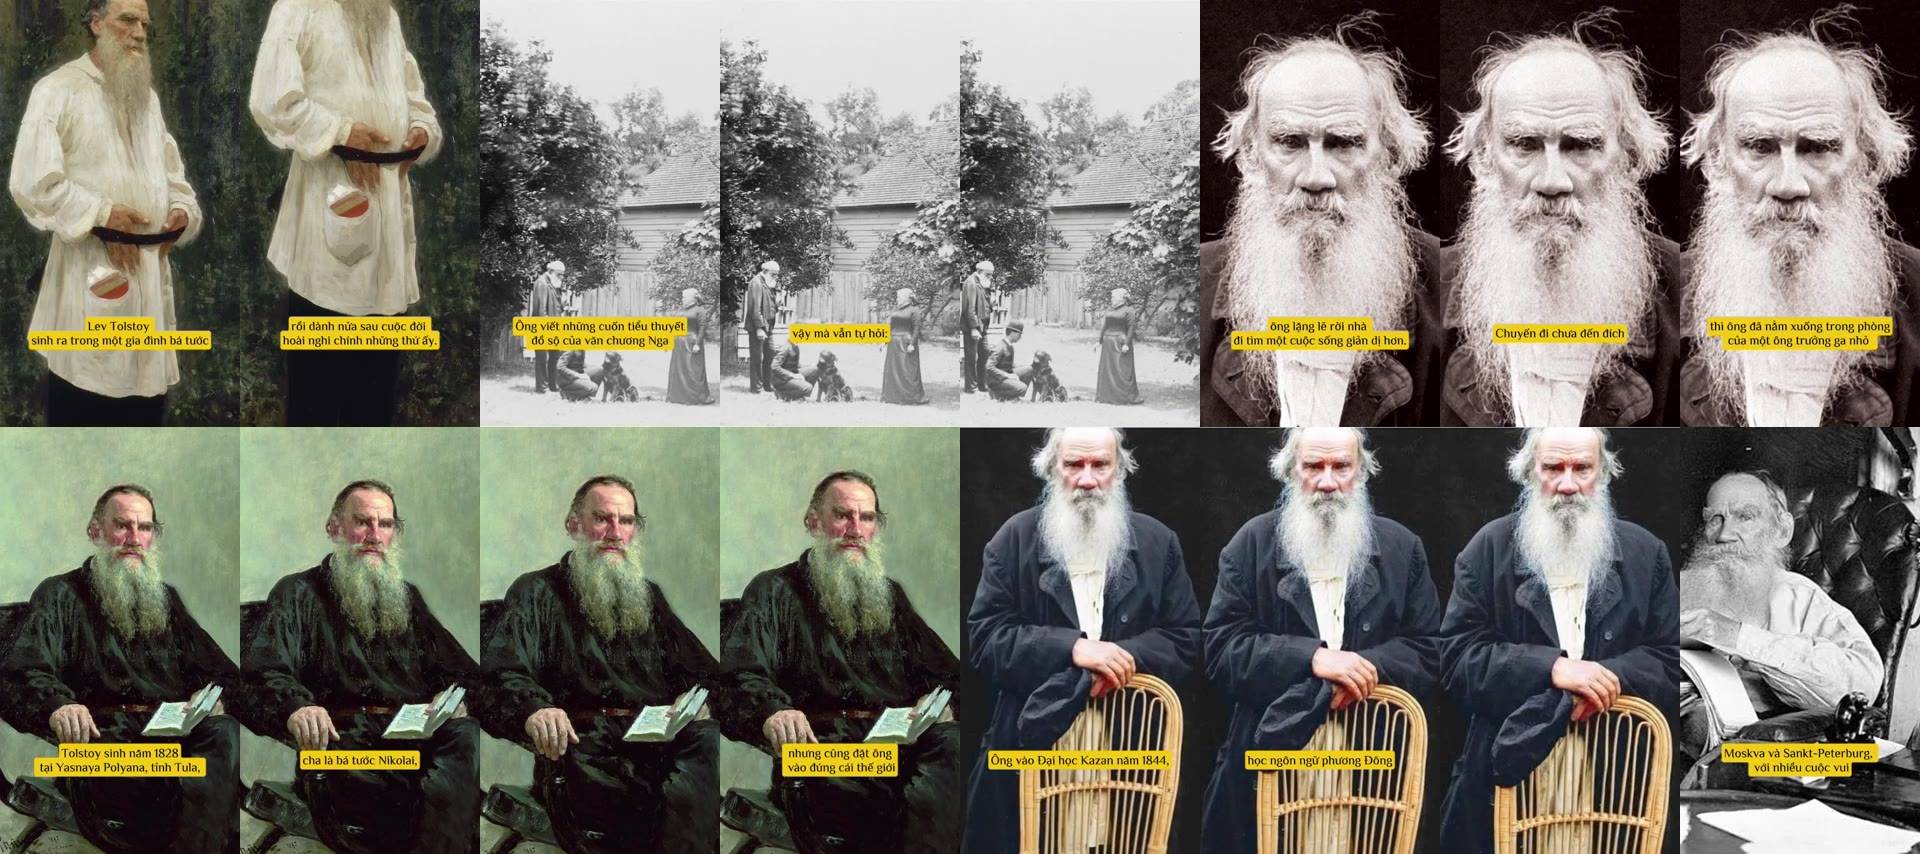 Lev Tolstoy
sinh ra trong một gia đình bá tước
rồi dành nửa sau cuộc đời
hoài nghi chính những thứ ấy.
Ông viết những cuốn tiểu thuyết
đồ sộ của văn chương Nga
vậy mà vẫn tự hỏi:
ông lặng lẽ rời nhà
đi tìm một cuộc sống giản dị hơn.
Chuyến đi chưa đến đích
thì ông đã nằm xuống trong phòng
của một ông trưởng ga nhỏ
Tolstoy sinh năm 1828
tại Yasnaya Polyana, tỉnh Tula,
cha là bá tước Nikolai,
nhưng cũng đặt ông
vào đúng cái thế giới
Ông vào Đại học Kazan năm 1844,
học ngôn ngữ phương Đông
Moskva và Sankt-Peterburg,
với nhiều cuộc vui